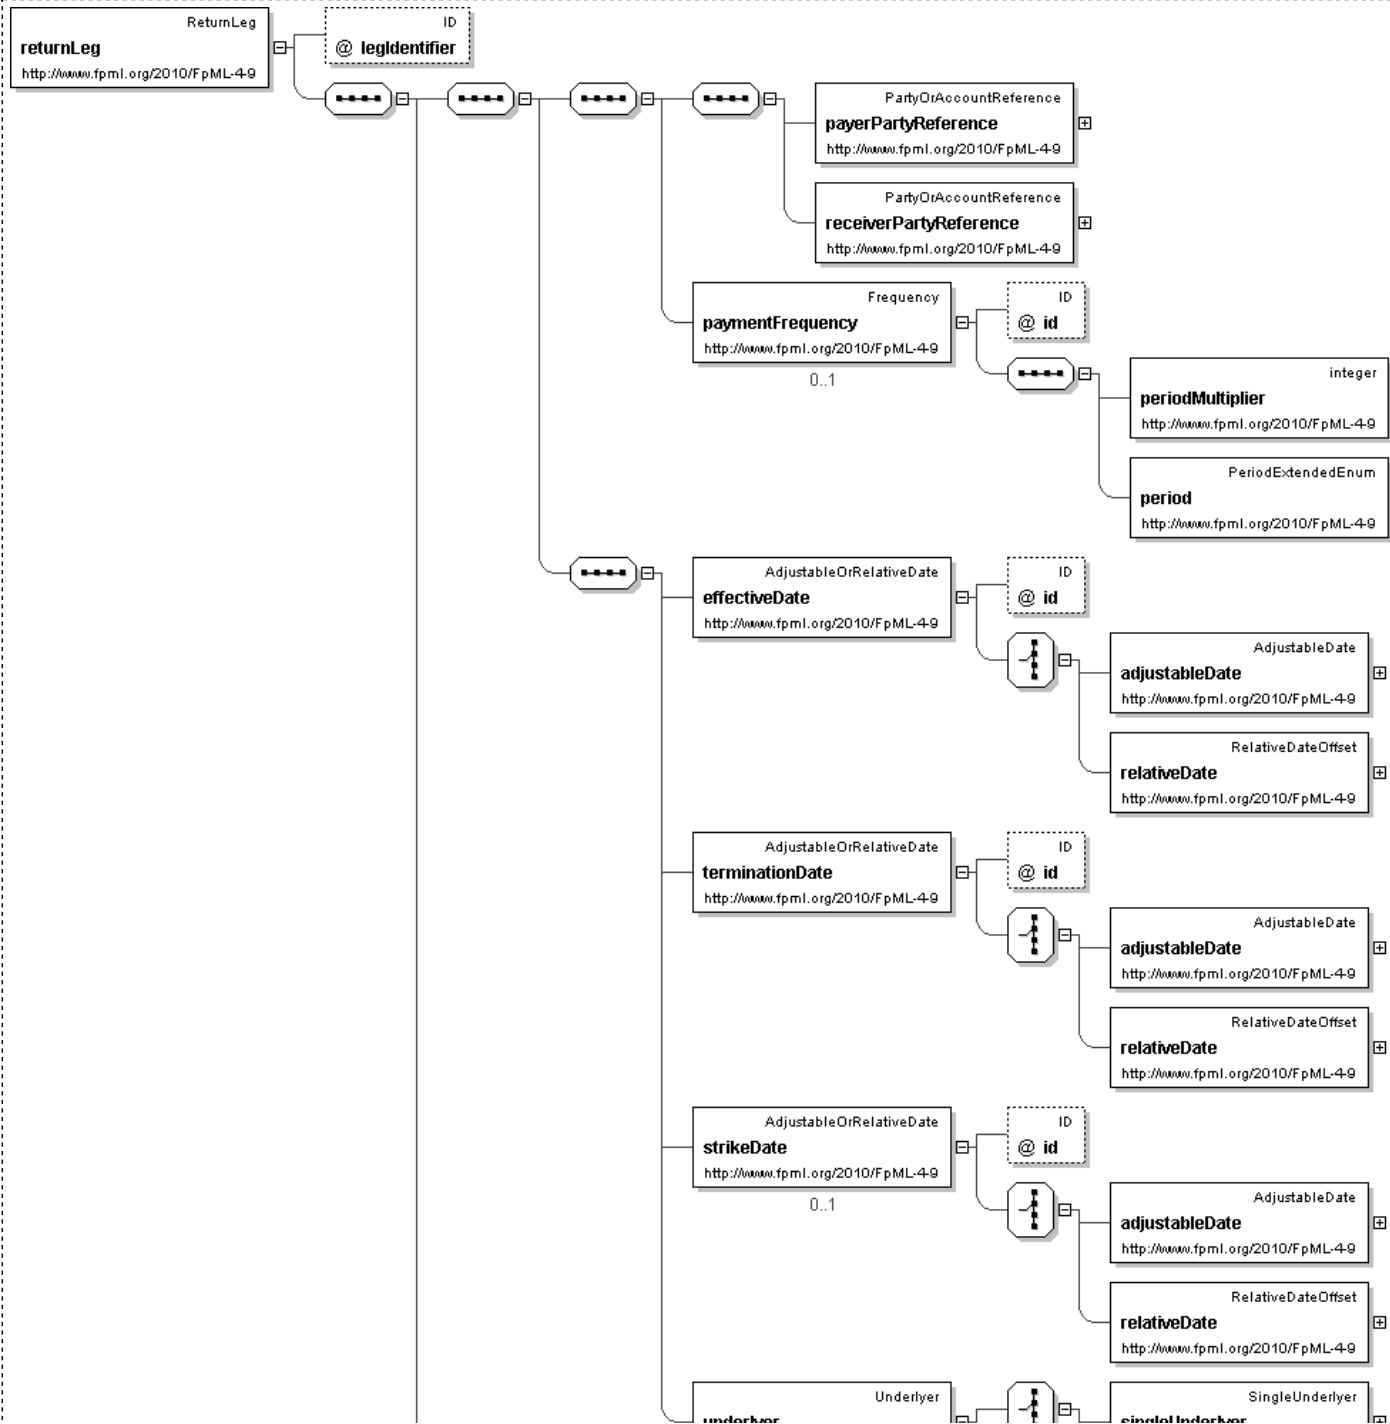 ReturnLeg
returnLeg
http://www.fpml.org/2010/FpML-4-9
ID
@ legIdentifier
PartyOrAccountReference
payerPartyReference
http://www.fpml.org/2010/FpML-4-9
PartyOrAccountReference
receiverPartyReference
http://www.fpml.org/2010/FpML-4-9
Frequency
paymentFrequency
http://www.fpml.org/2010/FpML-4-9
0..1
ID
@ id
integer
periodMultiplier
http://www.fpml.org/2010/FpML-4-9
PeriodExtendedEnum
period
http://www.fpml.org/2010/FpML-4-9
AdjustableOrRelativeDate
effectiveDate
http://www.fpml.org/2010/FpML-4-9
ID
@ id
AdjustableDate
adjustableDate
http://www.fpml.org/2010/FpML-4-9
RelativeDateOffset
relativeDate
http://www.fpml.org/2010/FpML-4-9
AdjustableOrRelativeDate
terminationDate
http://www.fpml.org/2010/FpML-4-9
ID
@ id
AdjustableDate
adjustableDate
http://www.fpml.org/2010/FpML-4-9
RelativeDateOffset
relativeDate
http://www.fpml.org/2010/FpML-4-9
AdjustableOrRelativeDate
strikeDate
http://www.fpml.org/2010/FpML-4-9
0..1
ID
@ id
AdjustableDate
adjustableDate
http://www.fpml.org/2010/FpML-4-9
RelativeDateOffset
relativeDate
http://www.fpml.org/2010/FpML-4-9
Underlyer
underlyer
SingleUnderlyer
singleUnderlyer